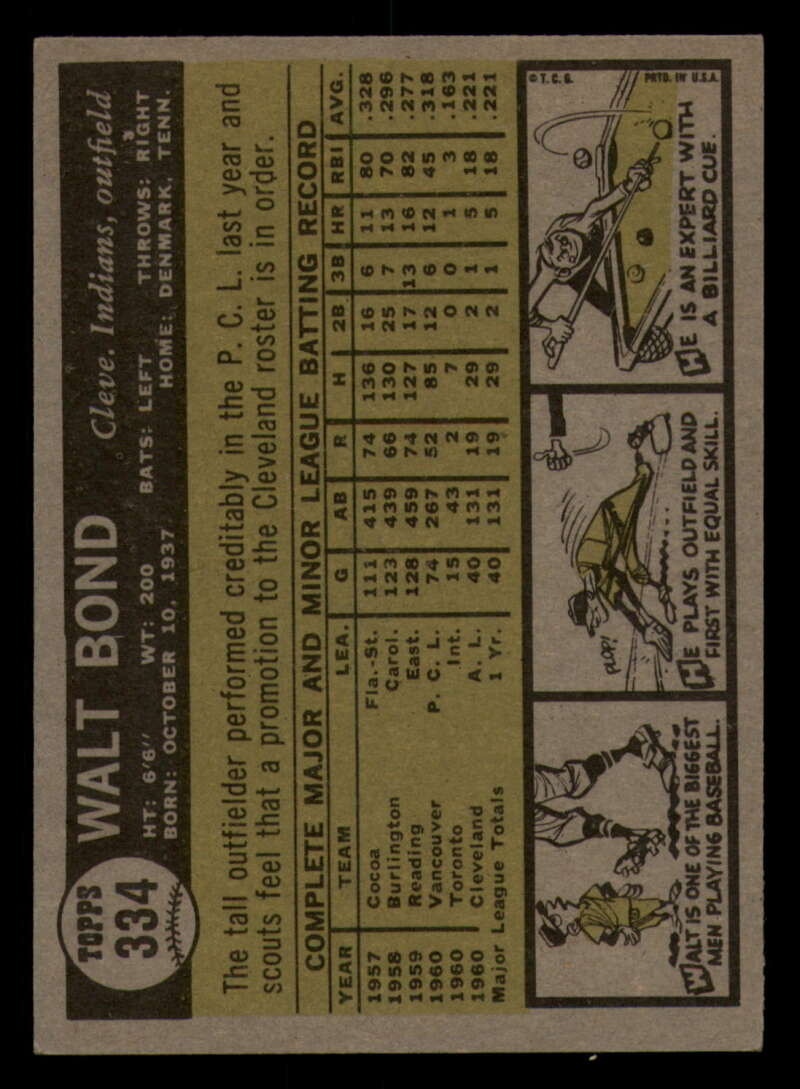 TOPPS
334
WALT BOND Cleve. Indians, outfield
HT: 6'6" WT: 200 BATS: LEFT THROWS: RIGHT
BORN: OCTOBER 10, 1937 HOME: DENMARK, TENN.
The tall outfielder performed creditably in the P. C. L. last year and
scouts feel that a promotion to the Cleveland roster is in order.
COMPLETE MAJOR AND MINOR LEAGUE BATTING RECORD
YEAR TEAM LEA. G AB R H 2B 3B HR RBI AVG.
1957 Cocoa Fla.-St. 111 415 74 136 16 6 11 80 .328
1958 Burlington Carol. 123 439 66 130 25 7 13 70 .296
1959 Reading East. 128 459 74 127 17 13 16 82 .277
1960 Vancouver P. C. L. 74 267 52 85 12 6 12 45 .318
1960 Toronto Int. 15 43 2 7 0 0 1 3 .163
1960 Cleveland A. L. 40 131 19 29 2 1 5 18 .221
Major League Totals 1 Yr. 40 131 19 29 2 1 5 18 .221
WALT IS ONE OF THE BIGGEST
MEN PLAYING BASEBALL.
PLOP!
HE PLAYS OUTFIELD AND
FIRST WITH EQUAL SKILL.
© T. C. G. PRTD. IN U.S.A.
HE IS AN EXPERT WITH
A BILLIARD CUE.